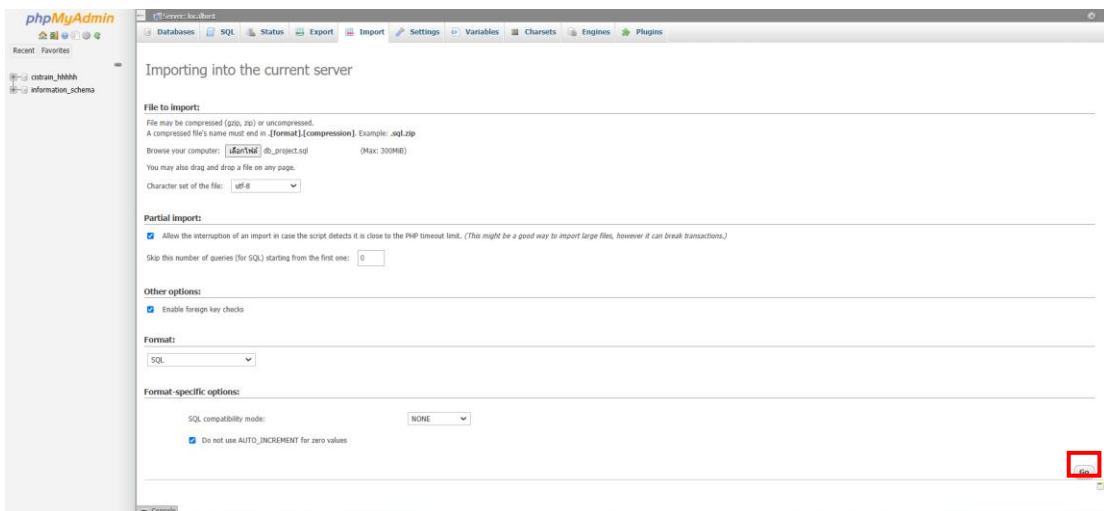 phpMyAdmin
Recent Favorites
cistrain_hhhhh
information_schema
Server: localhost
Databases SQL Status Export Import Settings Variables Charsets Engines Plugins
Importing into the current server
File to import:
File may be compressed (gzip, zip) or uncompressed.
A compressed file's name must end in .[format].[compression]. Example: .sql.zip
Browse your computer: เลือกไฟล์ db_project.sql (Max: 300MiB)
You may also drag and drop a file on any page.
Character set of the file: utf-8
Partial import:
Allow the interruption of an import in case the script detects it is close to the PHP timeout limit. (This might be a good way to import large files, however it can break transactions.)
Skip this number of queries (for SQL) starting from the first one: 0
Other options:
Enable foreign key checks
Format:
SQL
Format-specific options:
SQL compatibility mode: NONE
Do not use AUTO_INCREMENT for zero values
Go
Console